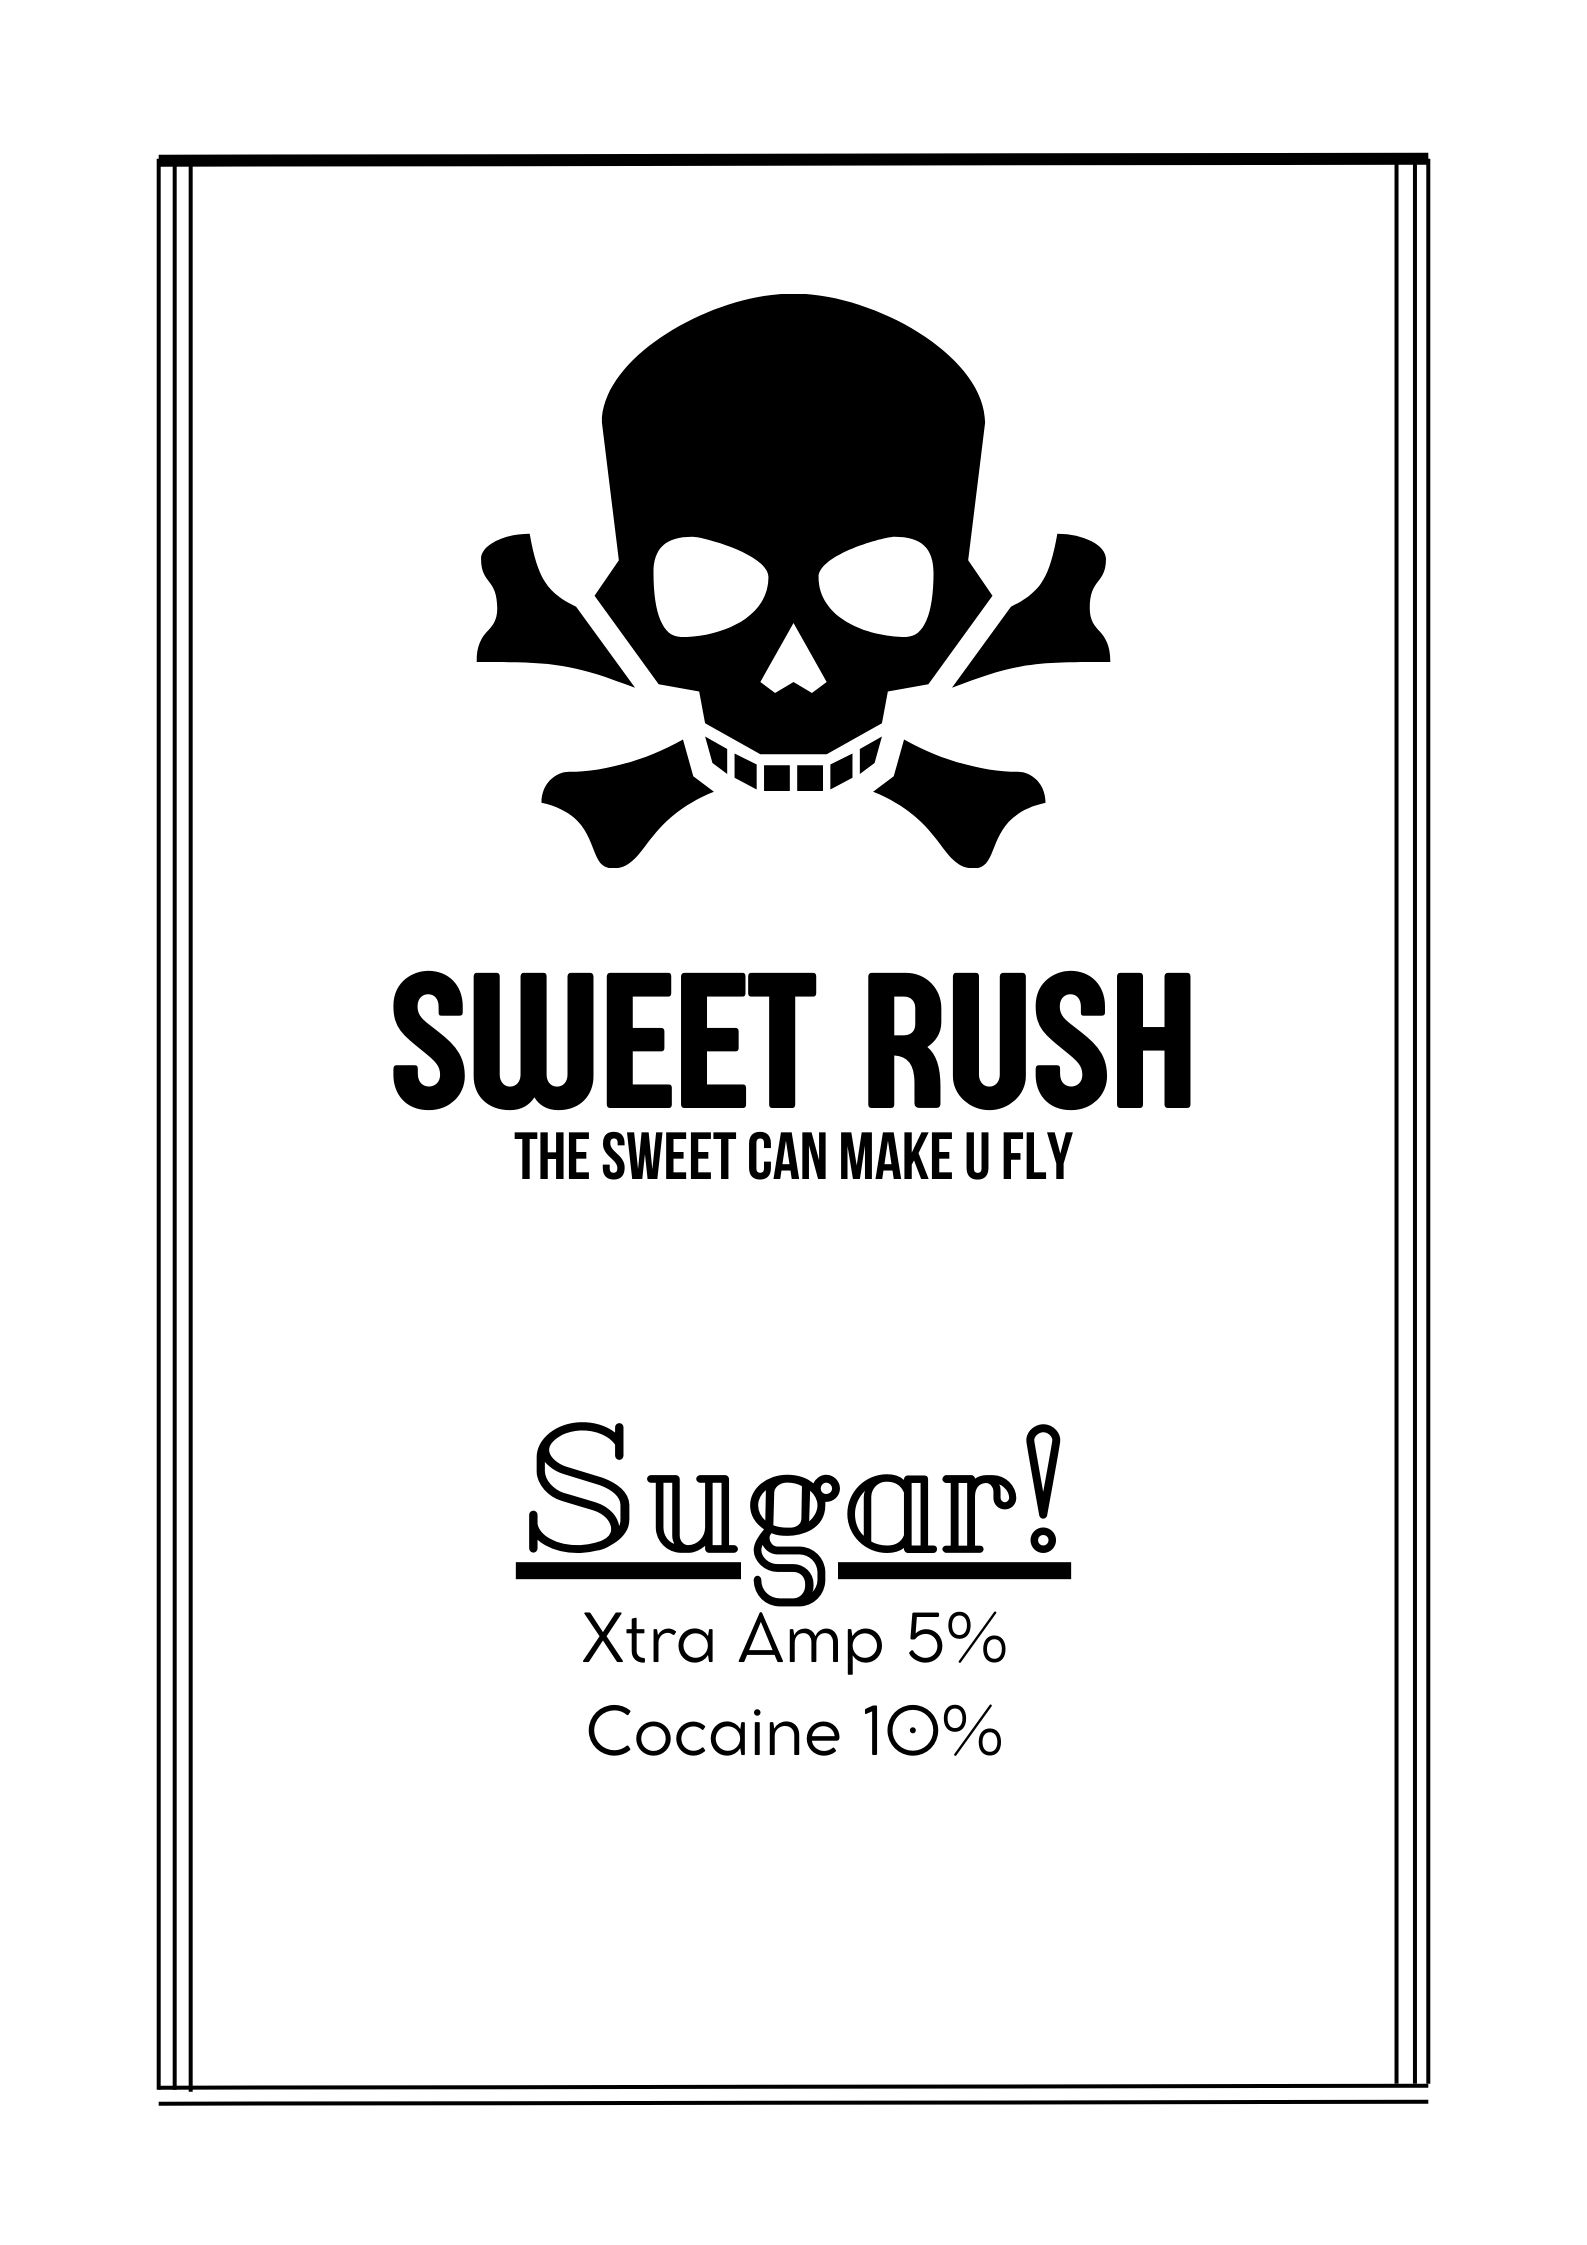 SWEET RUSH
THE SWEET CAN MAKE U FLY
Sugar!
Xtra Amp 5%
Cocaine 10%